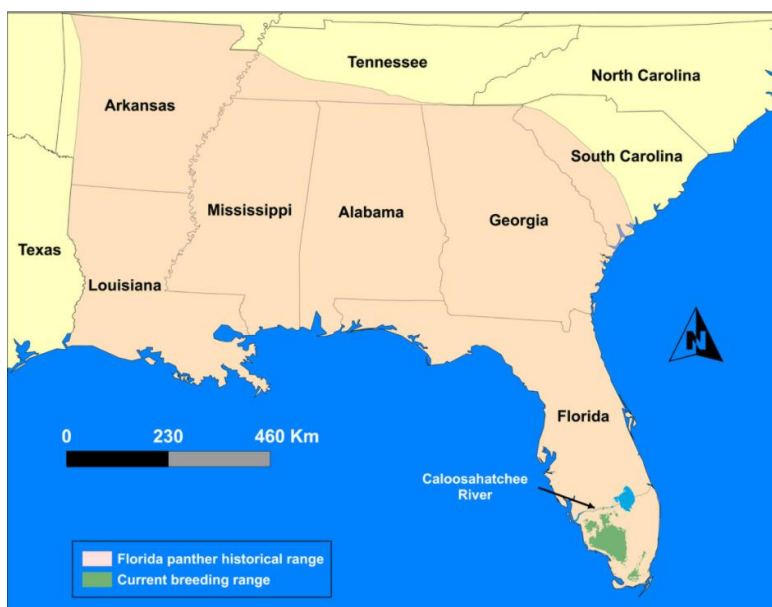 Tennessee
North Carolina
Arkansas
South Carolina
Mississippi
Alabama
Georgia
Texas
Louisiana
N
Florida
0 230 460 Km
Caloosahatchee
River
Florida panther historical range
Current breeding range